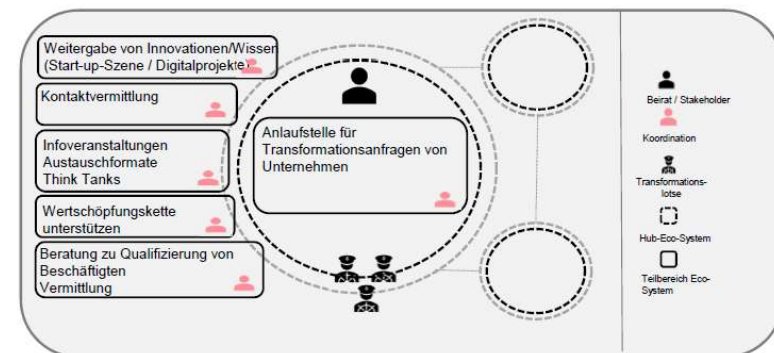 Weitergabe von Innovationen/Wissen
(Start-up-Szene / Digitalprojekte)
Kontaktvermittlung
Infoveranstaltungen
Austauschformate
Think Tanks
Wertschöpfungskette
unterstützen
Beratung zu Qualifizierung von
Beschäftigten
Vermittlung
Anlaufstelle für
Transformationsanfragen von
Unternehmen
Beirat / Stakeholder
Koordination
Transformations-
lotse
Hub-Eco-System
Teilbereich Eco-
System